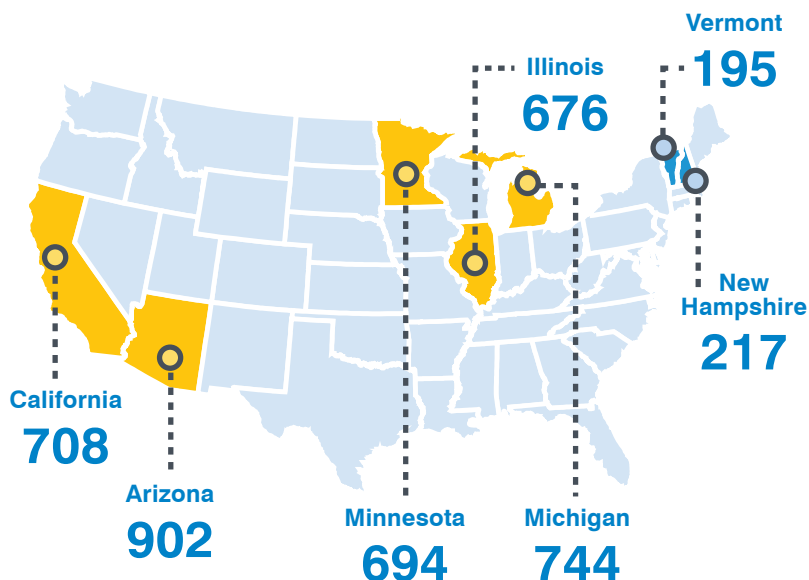 Vermont
195
Illinois
676
New
Hampshire
217
California
708
Arizona
902
Minnesota
694
Michigan
744